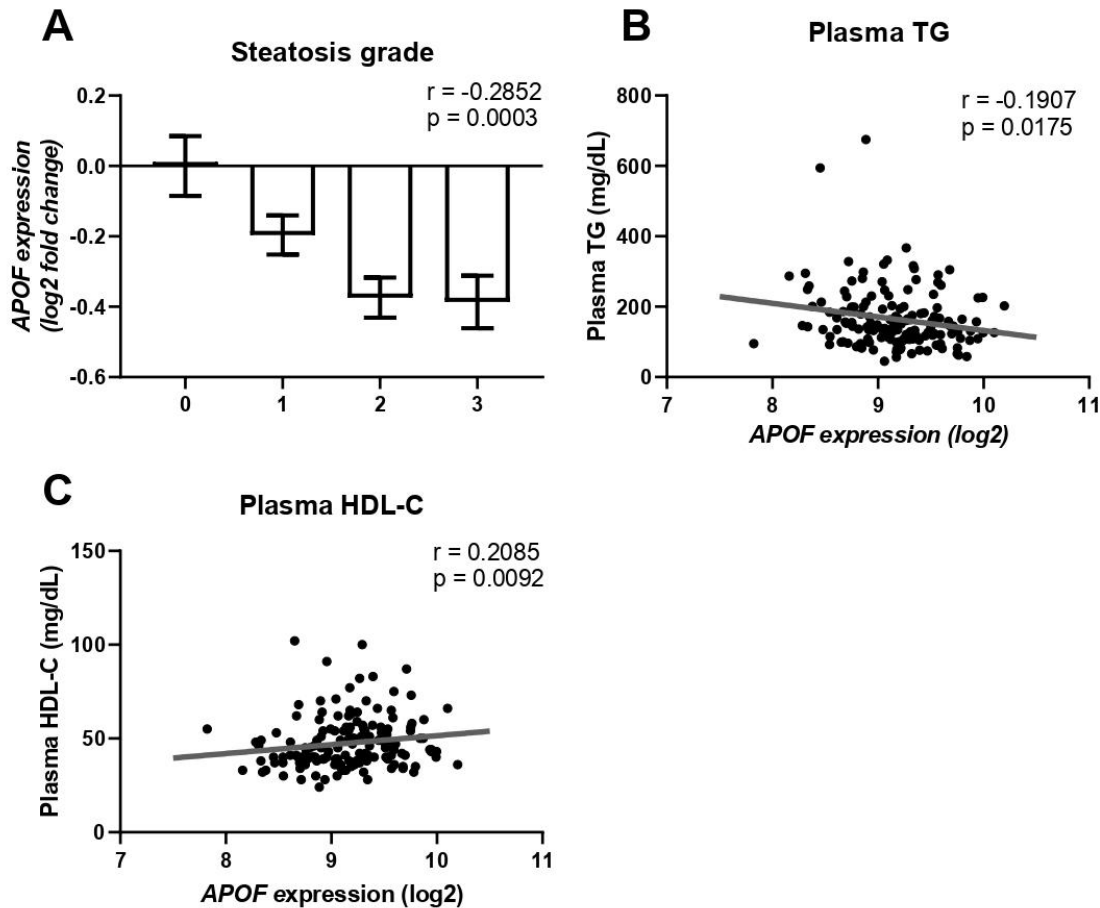 A
Steatosis grade
r = -0.2852
p = 0.0003
APOF expression
(log2 fold change)
0.2
0.0
-0.2
-0.4
-0.6
0 1 2 3
B
Plasma TG
r = -0.1907
p = 0.0175
Plasma TG (mg/dL)
800
600
400
200
0
7 8 9 10 11
APOF expression (log2)
C
Plasma HDL-C
r = 0.2085
p = 0.0092
Plasma HDL-C (mg/dL)
150
100
50
0
7 8 9 10 11
APOF expression (log2)